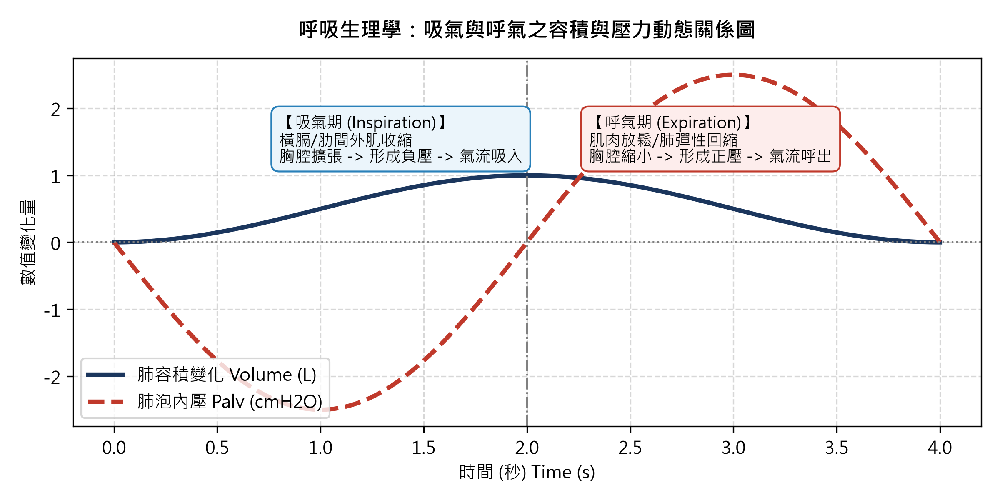 呼吸生理學：吸氣與呼氣之容積與壓力動態關係圖
數值變化量
2
1
0
-1
-2
【吸氣期 (Inspiration)】
橫膈/肋間外肌收縮
胸腔擴張 -> 形成負壓 -> 氣流吸入
【呼氣期 (Expiration)】
肌肉放鬆/肺彈性回縮
胸腔縮小 -> 形成正壓 -> 氣流呼出
肺容積變化 Volume (L)
肺泡內壓 Palv (cmH2O)
0.0 0.5 1.0 1.5 2.0 2.5 3.0 3.5 4.0
時間 (秒) Time (s)